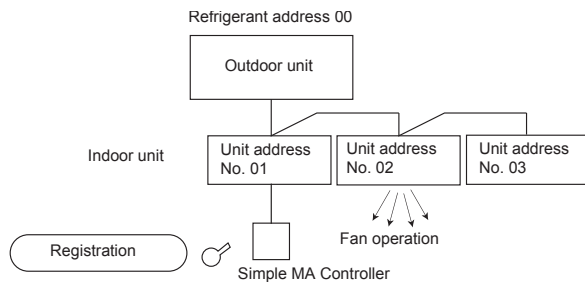 Refrigerant address 00
Outdoor unit
Indoor unit
Unit address
No. 01
Unit address
No. 02
Unit address
No. 03
Fan operation
Registration
Simple MA Controller